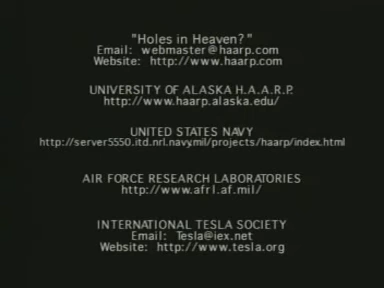 "Holes in Heaven?"
Email: webmaster@haarp.com
Website: http://www.haarp.com
UNIVERSITY OF ALASKA H.A.A.R.P.
http://www.haarp.alaska.edu/
UNITED STATES NAVY
http://server5550.itd.nrl.navy.mil/projects/haarp/index.html
AIR FORCE RESEARCH LABORATORIES
http://www.afrl.af.mil/
INTERNATIONAL TESLA SOCIETY
Email: Tesla@iex.net
Website: http://www.tesla.org